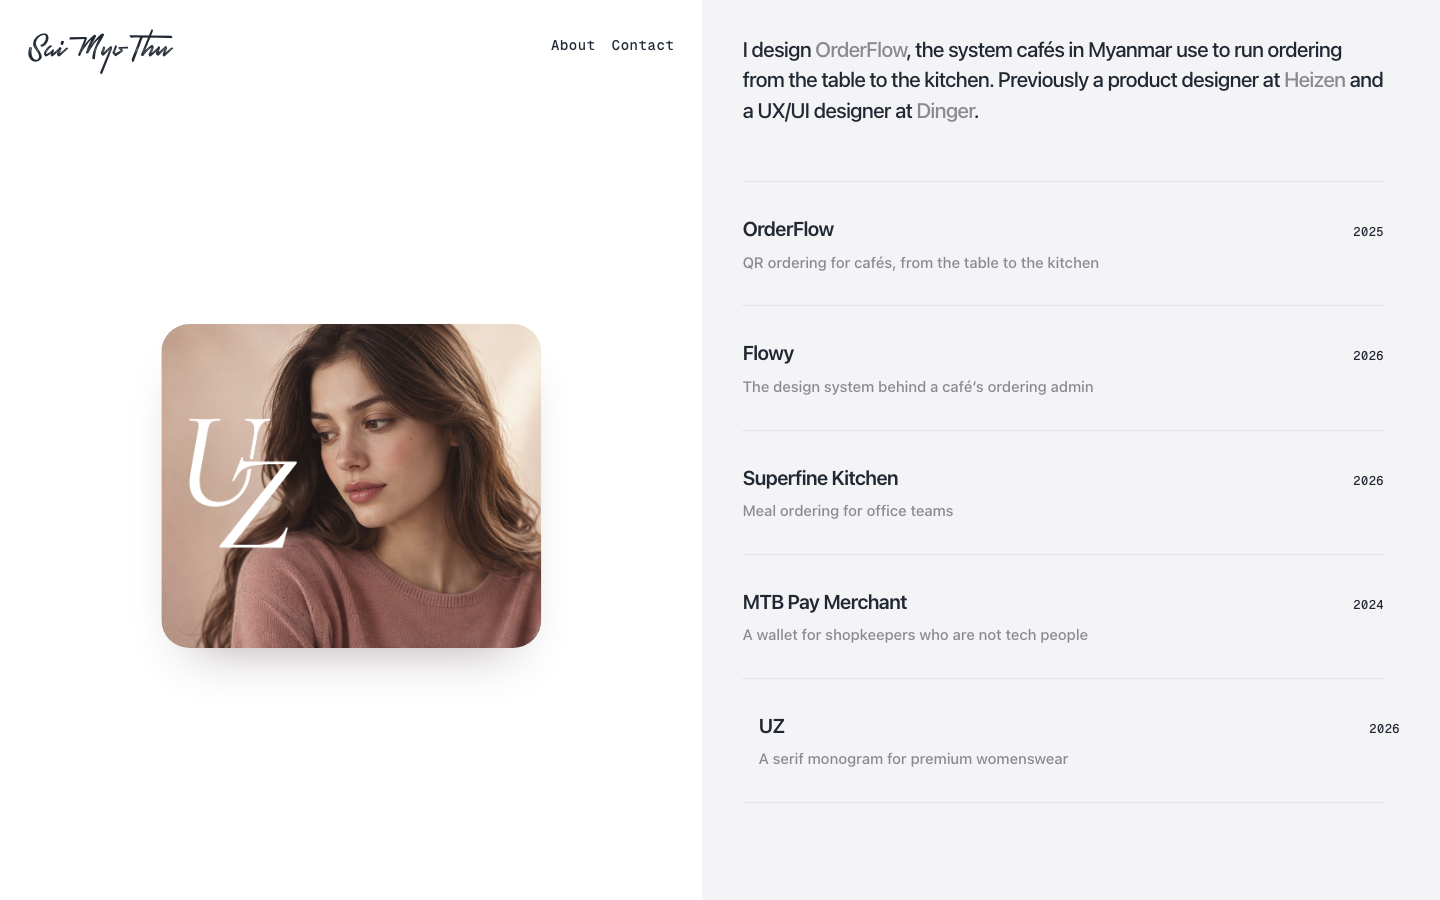 Sai Myo Thu
About Contact
I design OrderFlow, the system cafés in Myanmar use to run ordering
from the table to the kitchen. Previously a product designer at Heizen and
a UX/UI designer at Dinger.
OrderFlow 2025
QR ordering for cafés, from the table to the kitchen
Flowy 2026
The design system behind a café’s ordering admin
Superfine Kitchen 2026
Meal ordering for office teams
MTB Pay Merchant 2024
A wallet for shopkeepers who are not tech people
UZ
UZ 2026
A serif monogram for premium womenswear